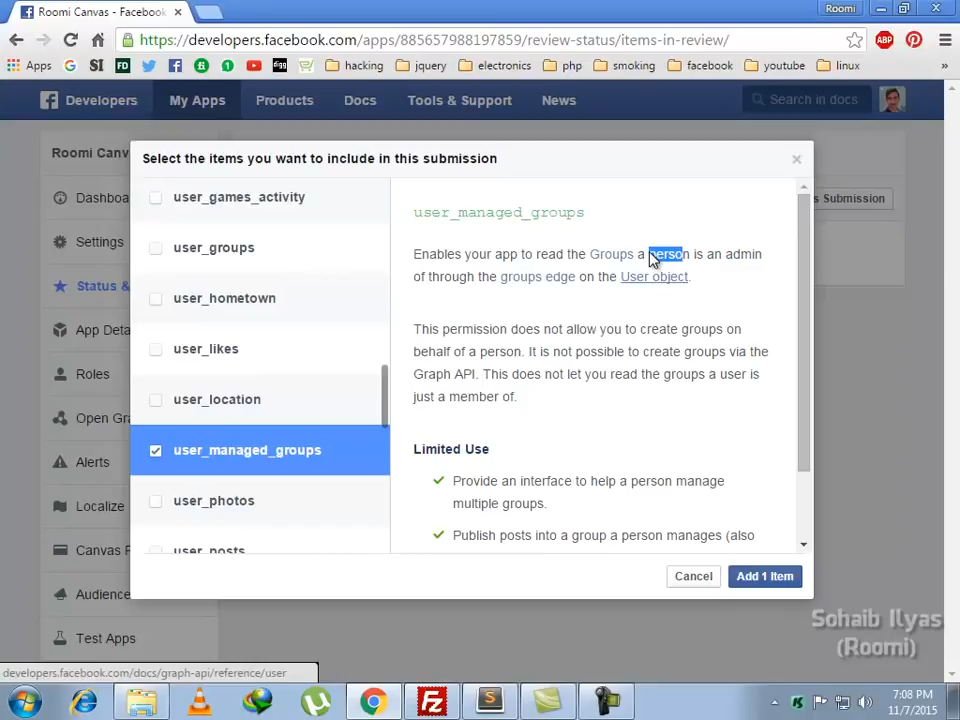 Roomi Canvas - Facebook
Roomi
https://developers.facebook.com/apps/885657988197859/review-status/items-in-review/
ABP
Apps
hacking
jquery
electronics
php
smoking
facebook
youtube
linux
»
Developers
My Apps
Products
Docs
Tools & Support
News
Search in docs
Roomi Canv
Dashboa
Settings
Status &
App Deta
Roles
Open Gra
Alerts
Localize
Canvas P
Audience
Test Apps
s Submission
Select the items you want to include in this submission
user_games_activity
user_groups
user_hometown
user_likes
user_location
user_managed_groups
user_photos
user_posts
user_managed_groups
Enables your app to read the Groups a person is an admin
of through the groups edge on the User object.
This permission does not allow you to create groups on
behalf of a person. It is not possible to create groups via the
Graph API. This does not let you read the groups a user is
just a member of.
Limited Use
Provide an interface to help a person manage
multiple groups.
Publish posts into a group a person manages (also
Cancel
Add 1 Item
Sohaib Ilyas
(Roomi)
developers.facebook.com/docs/graph-api/reference/user
7:08 PM
11/7/2015